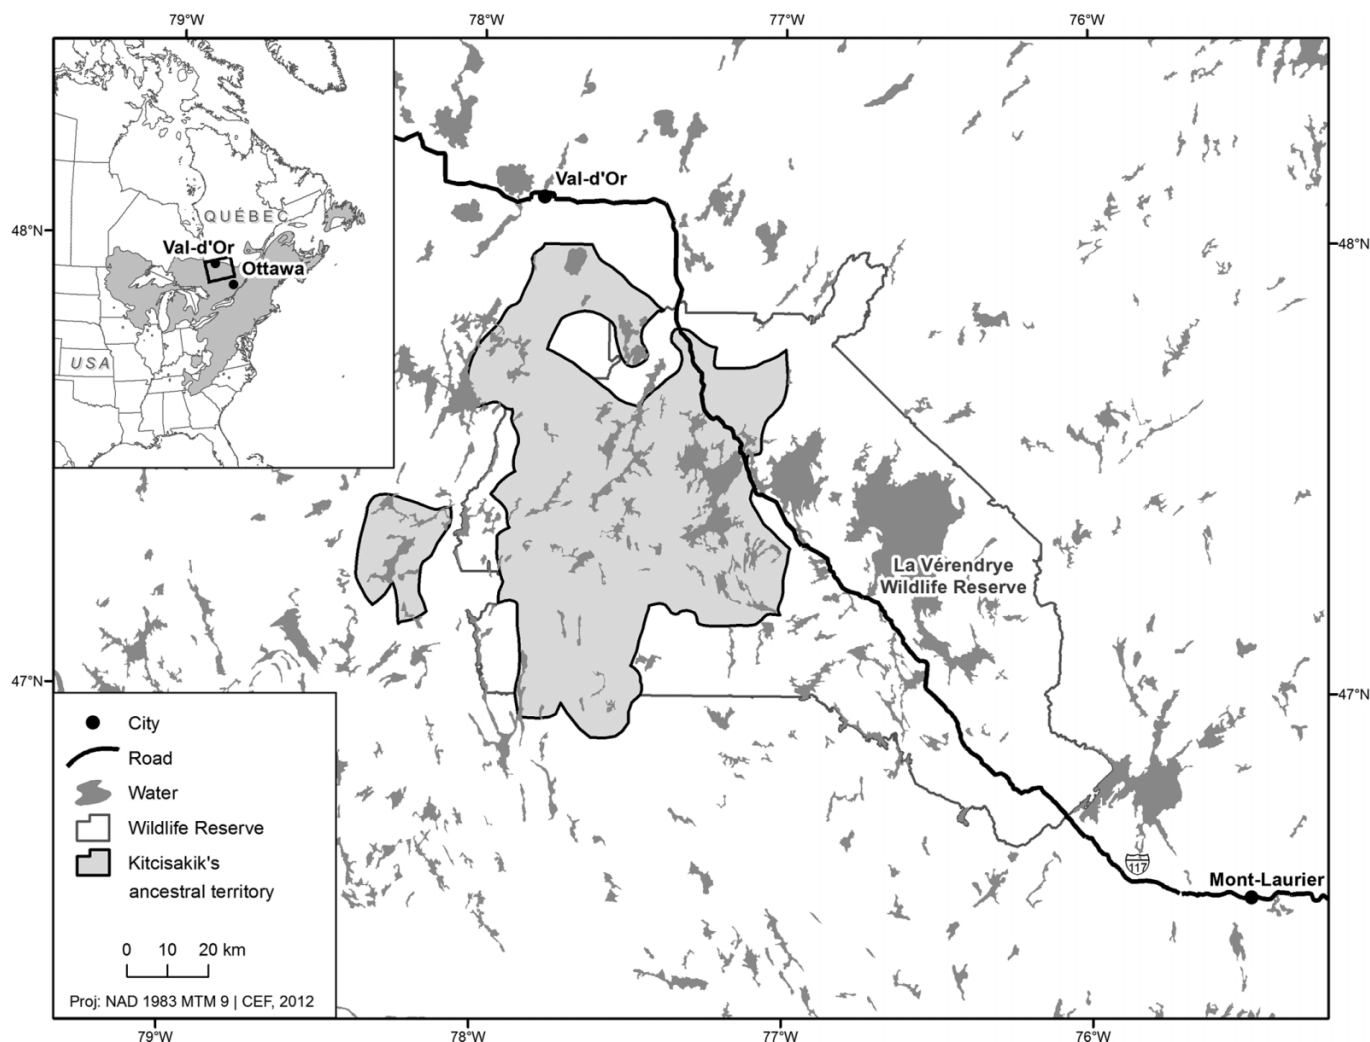 79°W 78°W 77°W 76°W
Val-d'Or
48°N
48°N
QUÉBEC
Val-d'Or
Ottawa
USA
La Vérendrye
Wildlife Reserve
47°N
47°N
City
Road
Water
Wildlife Reserve
Kitcisakik's
ancestral territory
0 10 20 km
Proj: NAD 1983 MTM 9 | CEF, 2012
117
Mont-Laurier
79°W 78°W 77°W 76°W